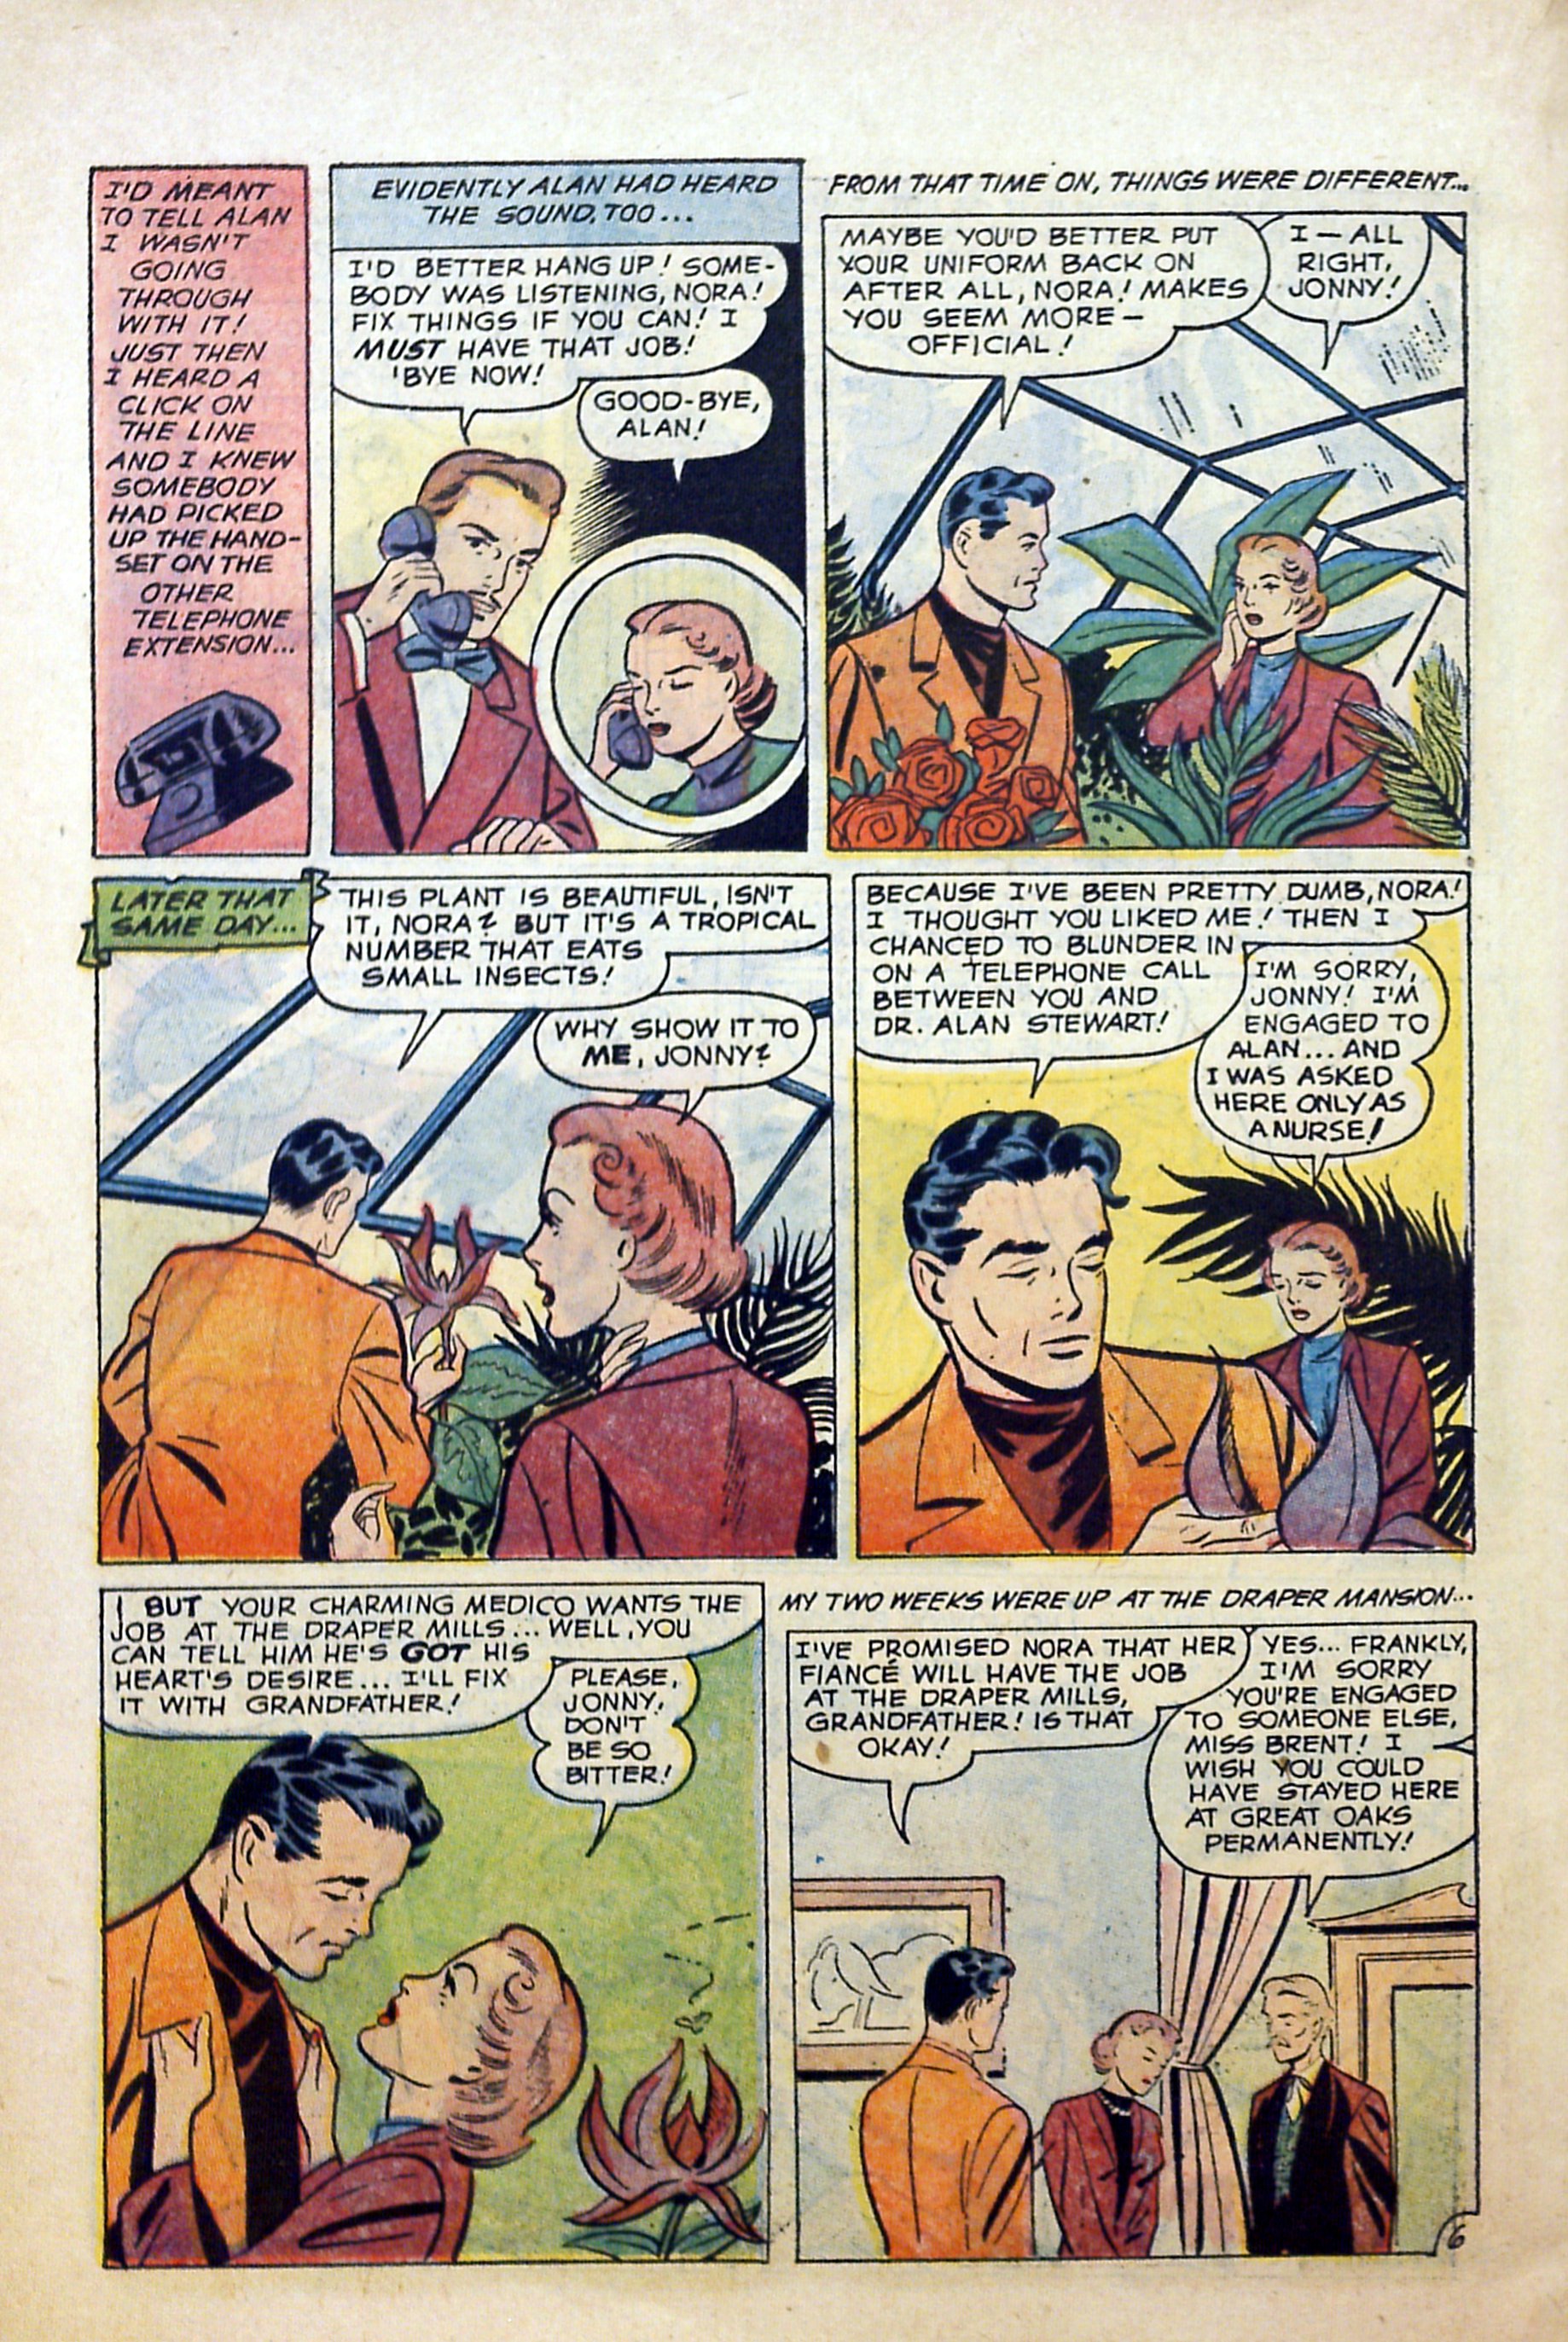 I'D MEANT
TO TELL ALAN
I WASN'T
GOING
THROUGH
WITH IT!
JUST THEN
I HEARD A
CLICK ON
THE LINE
AND I KNEW
SOMEBODY
HAD PICKED
UP THE HAND-
SET ON THE
OTHER
TELEPHONE
EXTENSION...
EVIDENTLY ALAN HAD HEARD
THE SOUND, TOO...
I'D BETTER HANG UP! SOME-
BODY WAS LISTENING, NORA!
FIX THINGS IF YOU CAN! I
MUST HAVE THAT JOB!
'BYE NOW!
GOOD-BYE,
ALAN!
FROM THAT TIME ON, THINGS WERE DIFFERENT...
MAYBE YOU'D BETTER PUT
YOUR UNIFORM BACK ON
AFTER ALL, NORA! MAKES
YOU SEEM MORE —
OFFICIAL!
I — ALL
RIGHT,
JONNY!
LATER THAT
SAME DAY...
THIS PLANT IS BEAUTIFUL, ISN'T
IT, NORA? BUT IT'S A TROPICAL
NUMBER THAT EATS
SMALL INSECTS!
WHY SHOW IT TO
ME, JONNY?
BECAUSE I'VE BEEN PRETTY DUMB, NORA!
I THOUGHT YOU LIKED ME! THEN I
CHANCED TO BLUNDER IN
ON A TELEPHONE CALL
BETWEEN YOU AND
DR. ALAN STEWART!
I'M SORRY,
JONNY! I'M
ENGAGED TO
ALAN... AND
I WAS ASKED
HERE ONLY AS
A NURSE!
BUT YOUR CHARMING MEDICO WANTS THE
JOB AT THE DRAPER MILLS... WELL, YOU
CAN TELL HIM HE'S GOT HIS
HEART'S DESIRE... I'LL FIX
IT WITH GRANDFATHER!
PLEASE,
JONNY,
DON'T
BE SO
BITTER!
MY TWO WEEKS WERE UP AT THE DRAPER MANSION...
I'VE PROMISED NORA THAT HER
FIANCÉ WILL HAVE THE JOB
AT THE DRAPER MILLS,
GRANDFATHER! IS THAT
OKAY!
YES... FRANKLY,
I'M SORRY
YOU'RE ENGAGED
TO SOMEONE ELSE,
MISS BRENT! I
WISH YOU COULD
HAVE STAYED HERE
AT GREAT OAKS
PERMANENTLY!
6